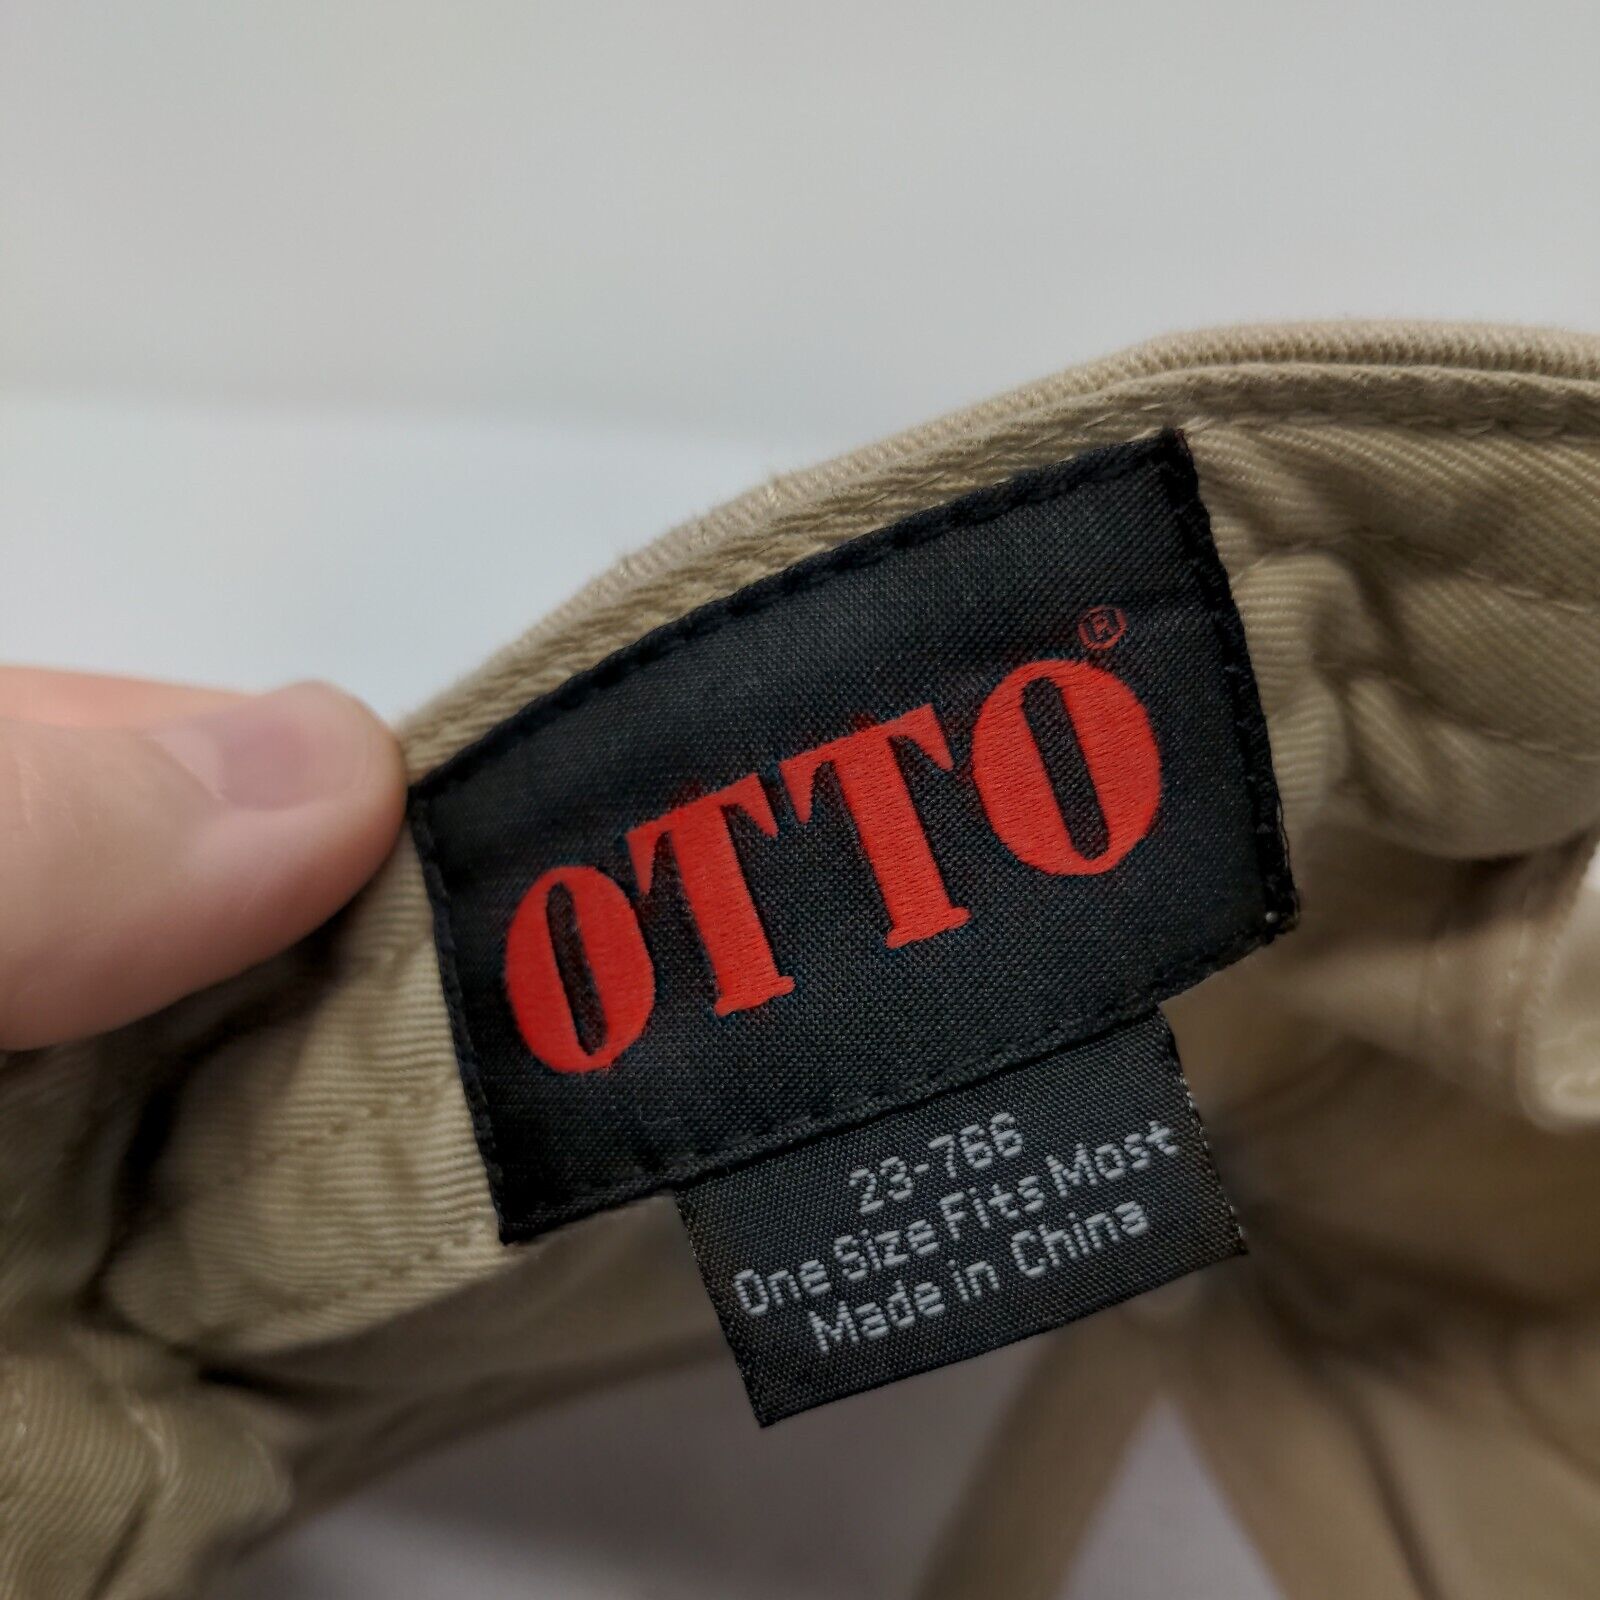 OTTO®
23-766
One Size Fits Most
Made in China